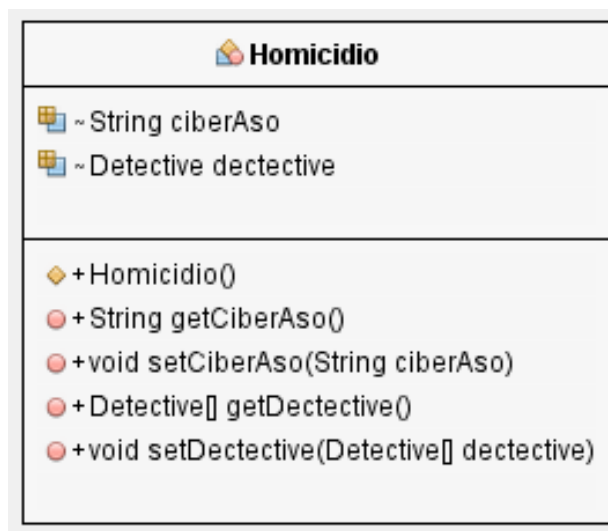 Homicidio
~String ciberAso
~Detective dectective
+Homicidio()
+String getCiberAso()
+void setCiberAso(String ciberAso)
+Detective[] getDectective()
+void setDectective(Detective[] dectective)